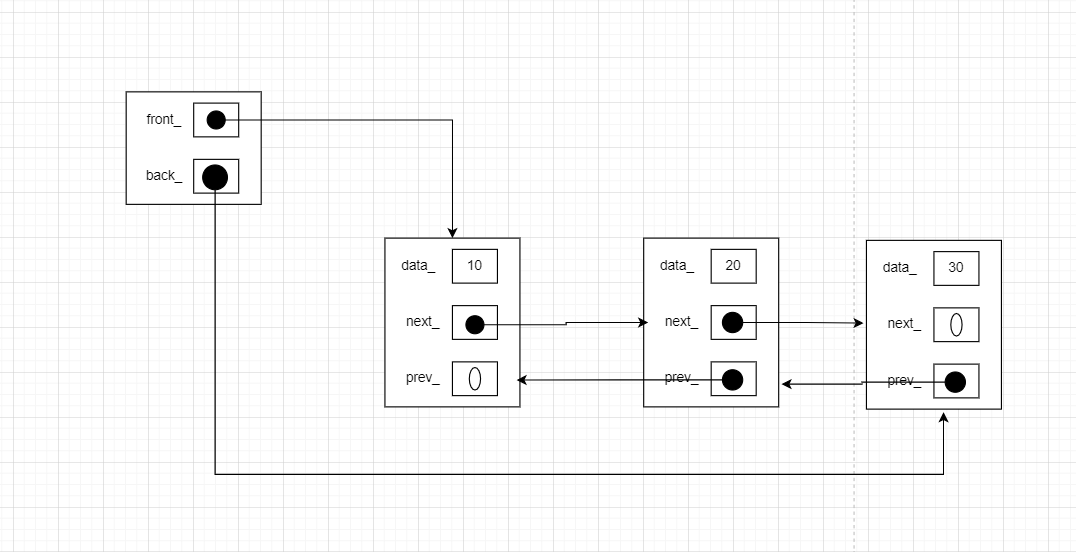 front_
back_
data_ 10
next_
prev_ 0
data_ 20
next_
prev_
data_ 30
next_ 0
prev_